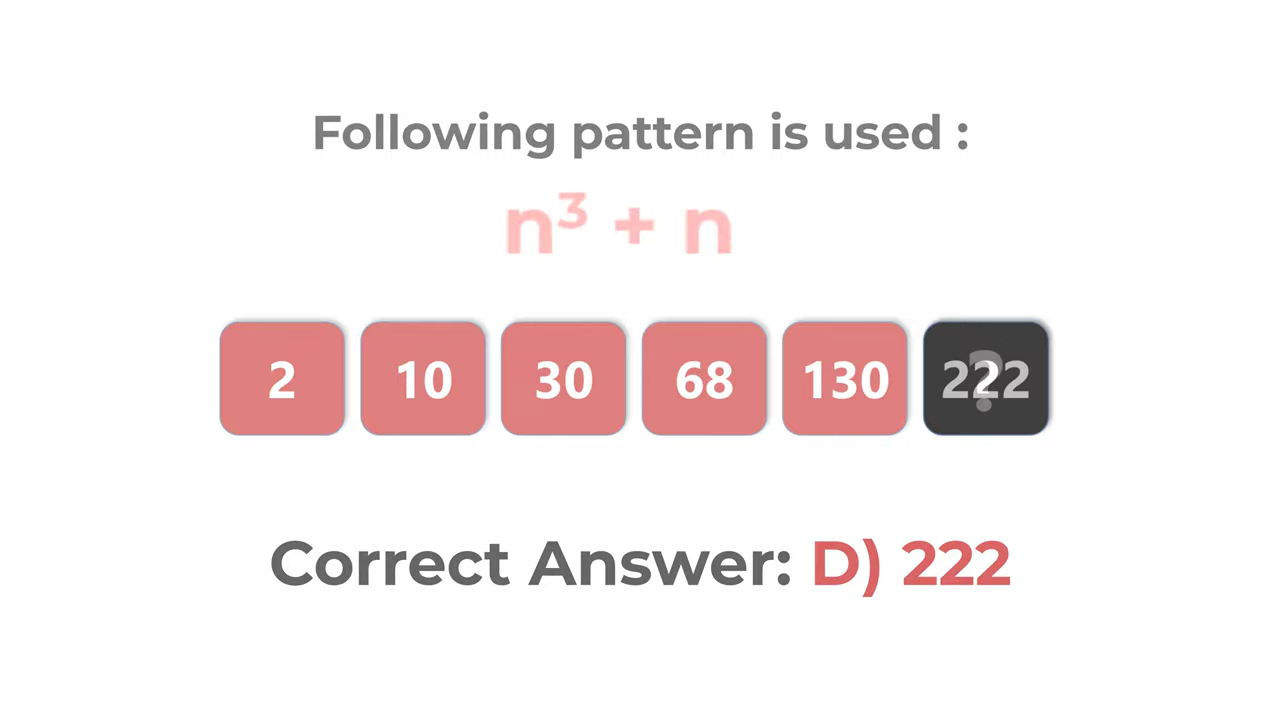 Following pattern is used :
n³ + n
2 10 30 68 130 222 ?
Correct Answer: D) 222